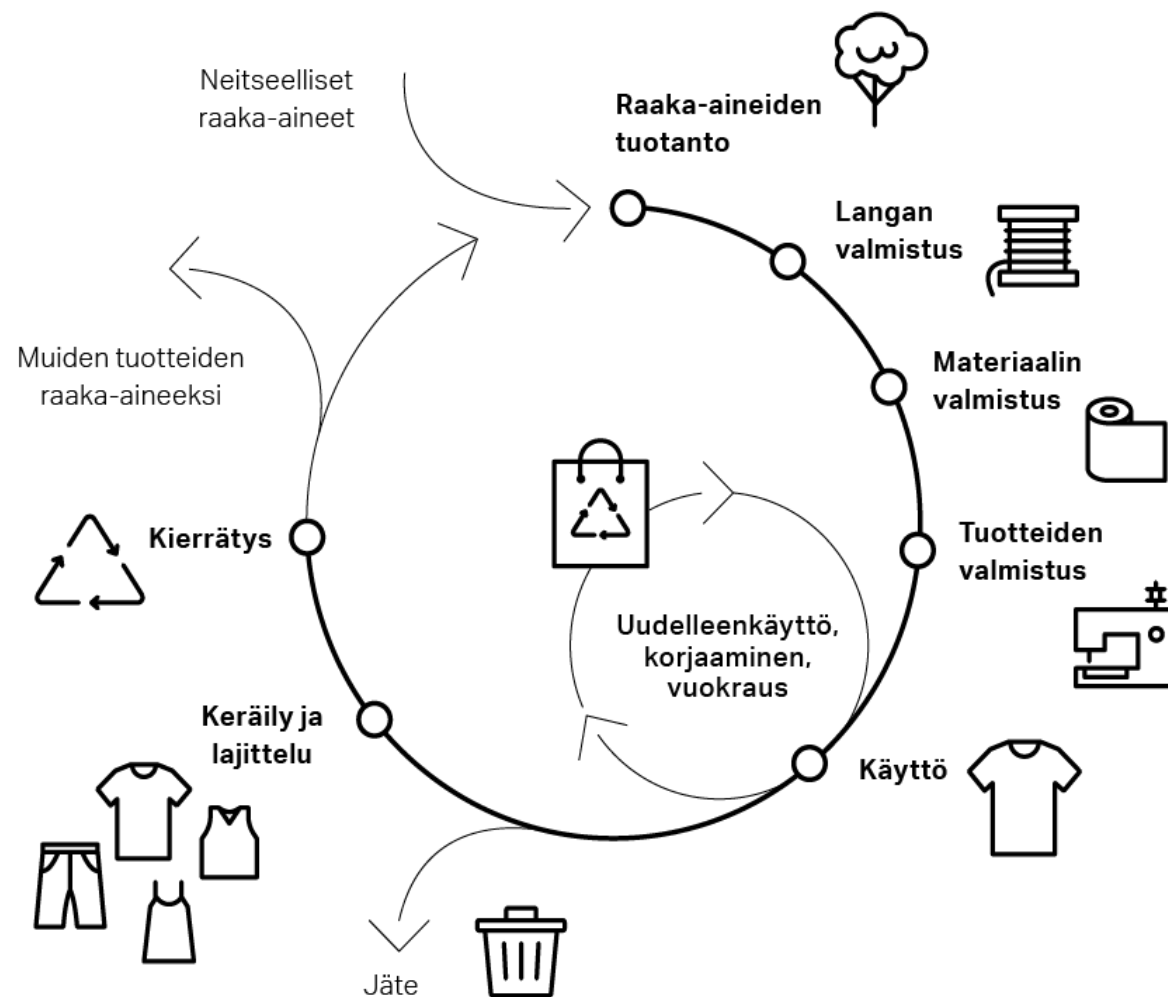 Neitseelliset
raaka-aineet
Raaka-aineiden
tuotanto
Langan
valmistus
Materiaalin
valmistus
Tuotteiden
valmistus
Käyttö
Uudelleenkäyttö,
korjaaminen,
vuokraus
Jäte
Keräily ja
lajittelu
Kierrätys
Muiden tuotteiden
raaka-aineeksi